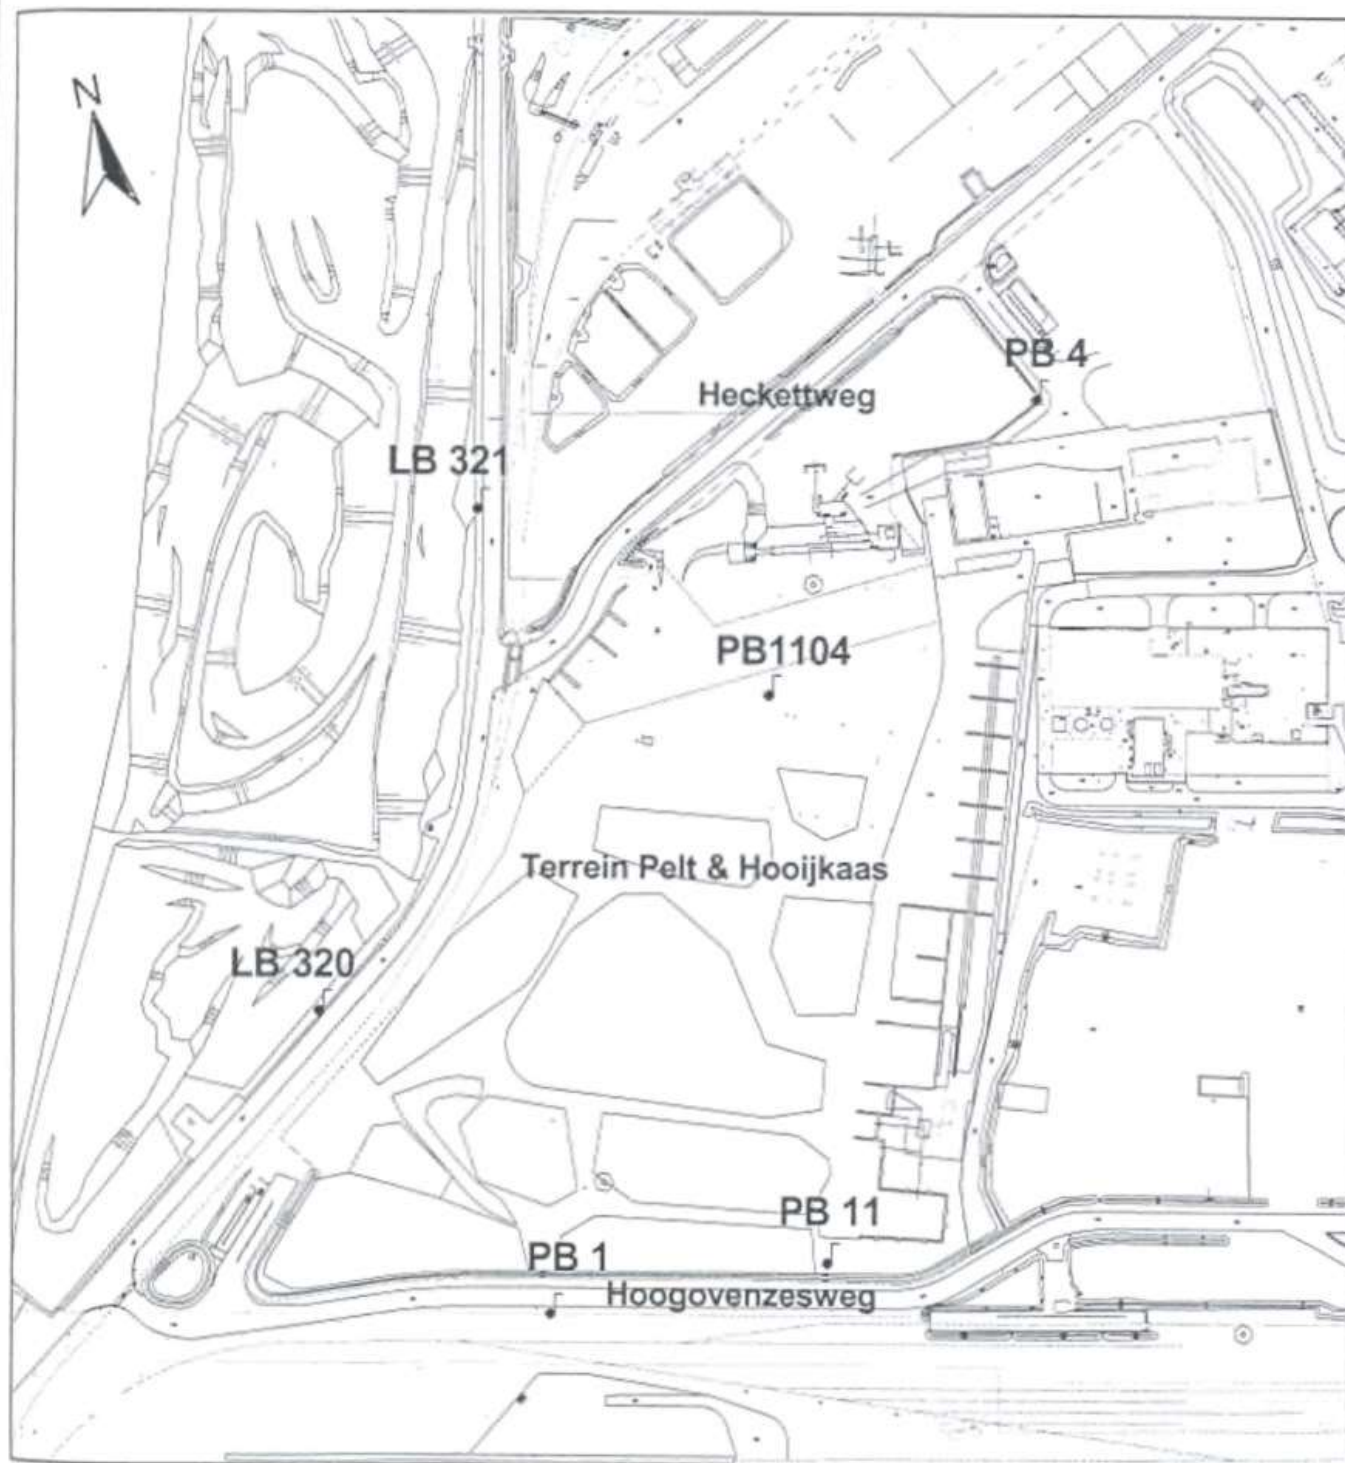 N
PB 4
Heckettweg
LB 321
PB1104
Terrein Pelt & Hooijkaas
LB 320
PB 11
PB 1
Hoogovenzesweg